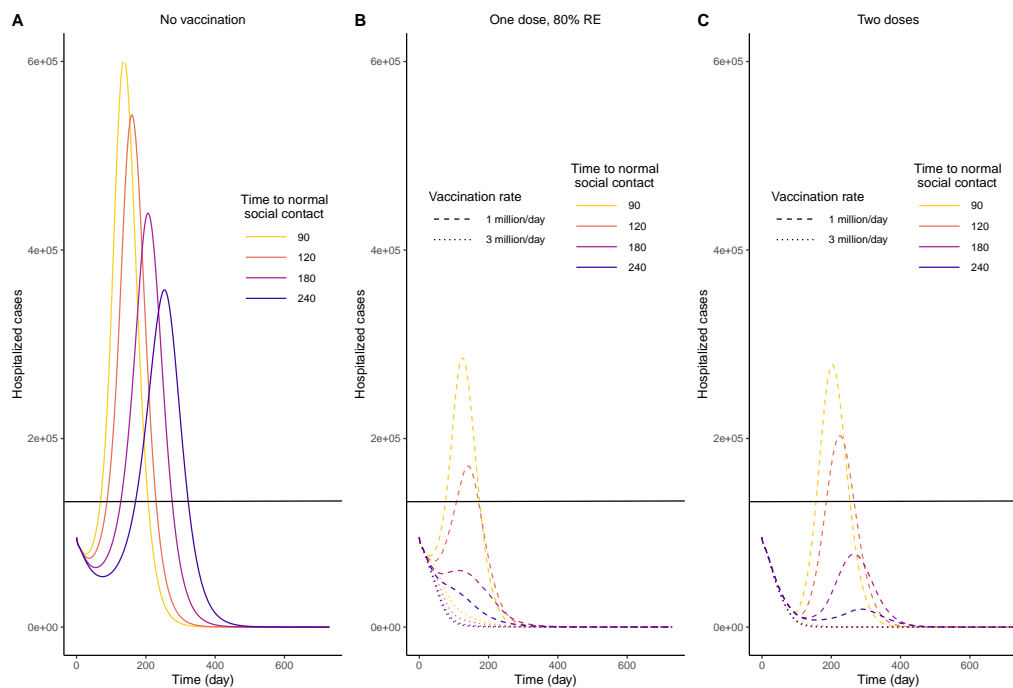 A
No vaccination
Hospitalized cases
6e+05
4e+05
2e+05
0e+00
0
200
400
600
Time (day)
Time to normal
social contact
90
120
180
240
B
One dose, 80% RE
Hospitalized cases
6e+05
4e+05
2e+05
0e+00
0
200
400
600
Time (day)
Vaccination rate
1 million/day
3 million/day
Time to normal
social contact
90
120
180
240
C
Two doses
Hospitalized cases
6e+05
4e+05
2e+05
0e+00
0
200
400
600
Time (day)
Vaccination rate
1 million/day
3 million/day
Time to normal
social contact
90
120
180
240